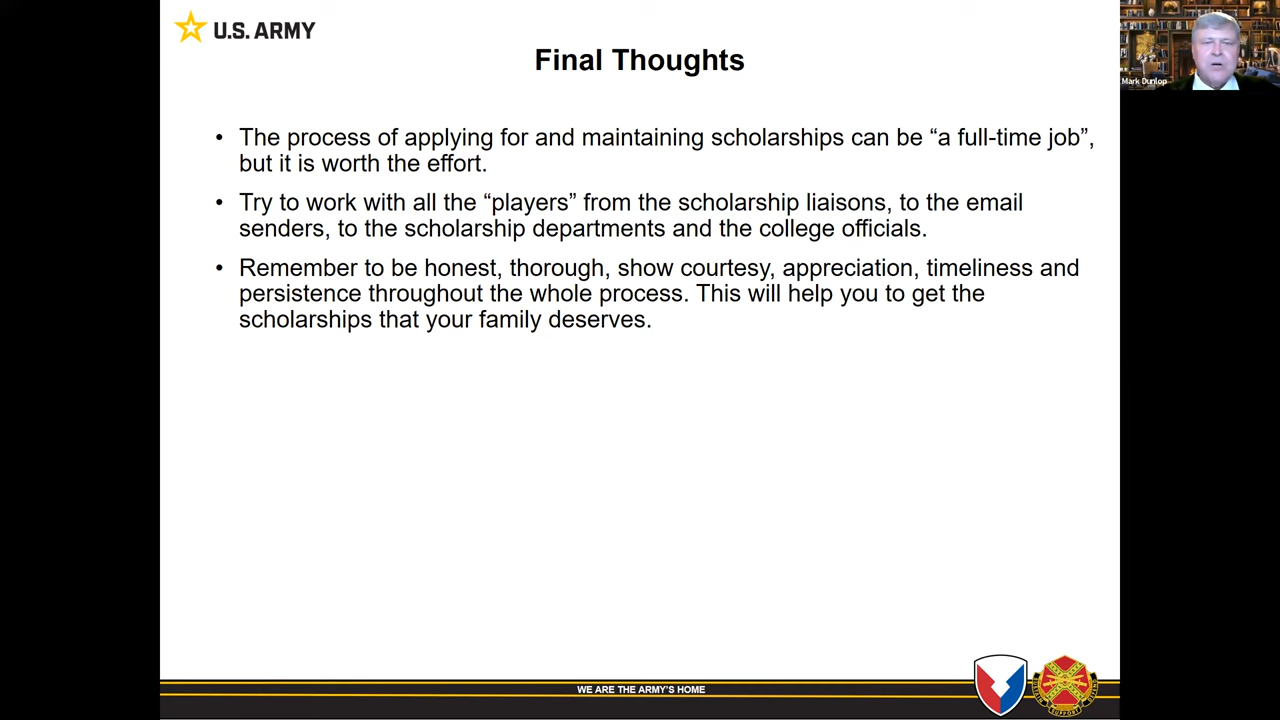 U.S. ARMY
Final Thoughts
Mark Dunlop
• The process of applying for and maintaining scholarships can be “a full-time job”,
but it is worth the effort.
• Try to work with all the “players” from the scholarship liaisons, to the email
senders, to the scholarship departments and the college officials.
• Remember to be honest, thorough, show courtesy, appreciation, timeliness and
persistence throughout the whole process. This will help you to get the
scholarships that your family deserves.
WE ARE THE ARMY'S HOME
SUPPORT